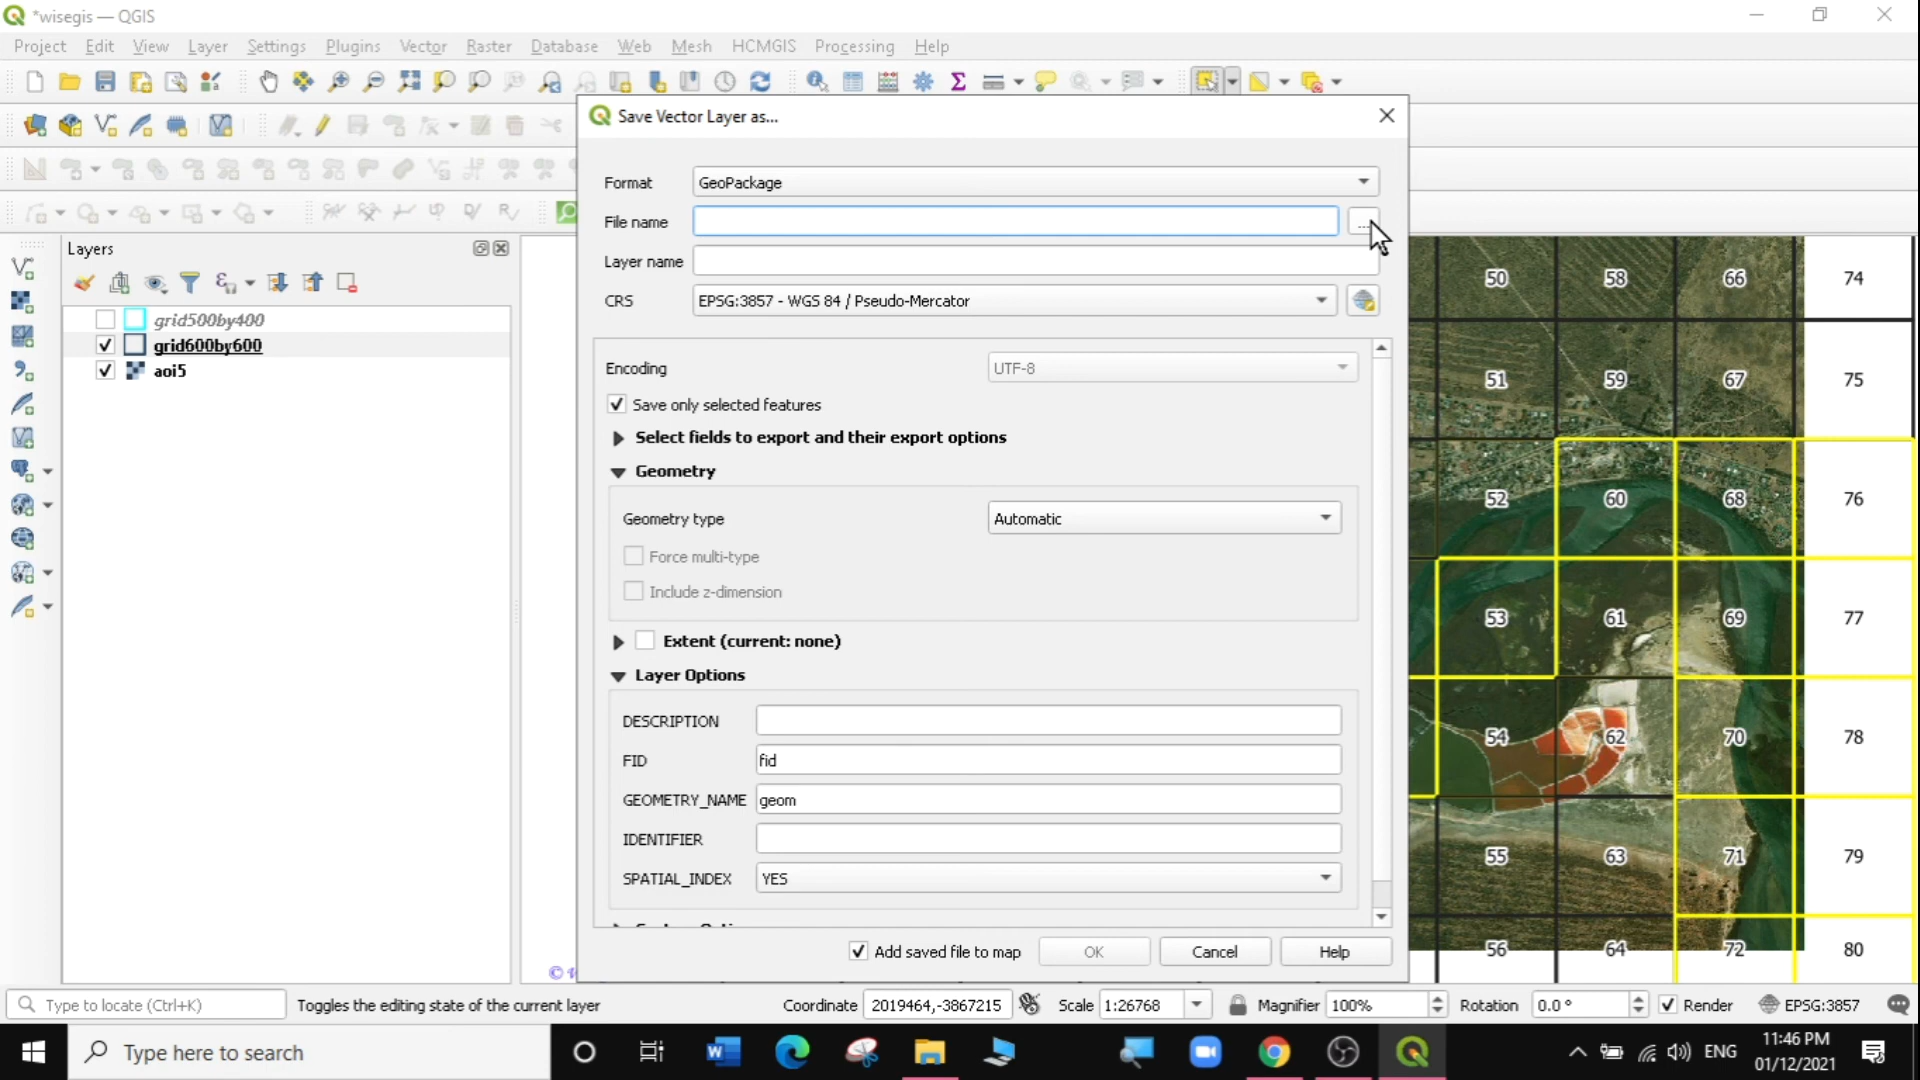 *wisegis — QGIS
Project Edit View Layer Settings Plugins Vector Raster Database Web Mesh HCMGIS Processing Help
Save Vector Layer as...
Format GeoPackage
File name ...
Layer name
CRS EPSG:3857 - WGS 84 / Pseudo-Mercator
Encoding UTF-8
Save only selected features
Select fields to export and their export options
Geometry
Geometry type Automatic
Force multi-type
Include z-dimension
Extent (current: none)
Layer Options
DESCRIPTION
FID fid
GEOMETRY_NAME geom
IDENTIFIER
SPATIAL_INDEX YES
Add saved file to map OK Cancel Help
Layers
grid500by400
grid600by600
aoi5
50 58 66 74
51 59 67 75
52 60 68 76
53 61 69 77
54 62 70 78
55 63 71 79
56 64 72 80
Type to locate (Ctrl+K) Toggles the editing state of the current layer Coordinate 2019464,-3867215 Scale 1:26768 Magnifier 100% Rotation 0.0 ° Render EPSG:3857
Type here to search ENG 11:46 PM
01/12/2021